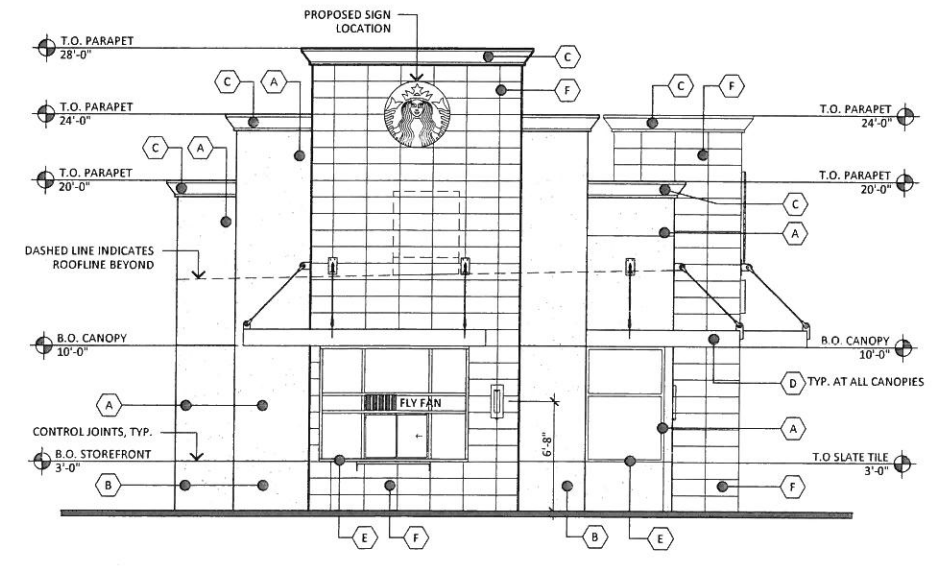 PROPOSED SIGN
LOCATION
T.O. PARAPET
28'-0"
C
C
A
F
C
F
T.O. PARAPET
24'-0"
T.O. PARAPET
24'-0"
C
A
T.O. PARAPET
20'-0"
T.O. PARAPET
20'-0"
C
A
DASHED LINE INDICATES
ROOFLINE BEYOND
B.O. CANOPY
10'-0"
B.O. CANOPY
10'-0"
D TYP. AT ALL CANOPIES
A
FLY FAN
A
CONTROL JOINTS, TYP.
6'-8"
B.O. STOREFRONT
3'-0"
T.O SLATE TILE
3'-0"
B
F
E
F
B
E